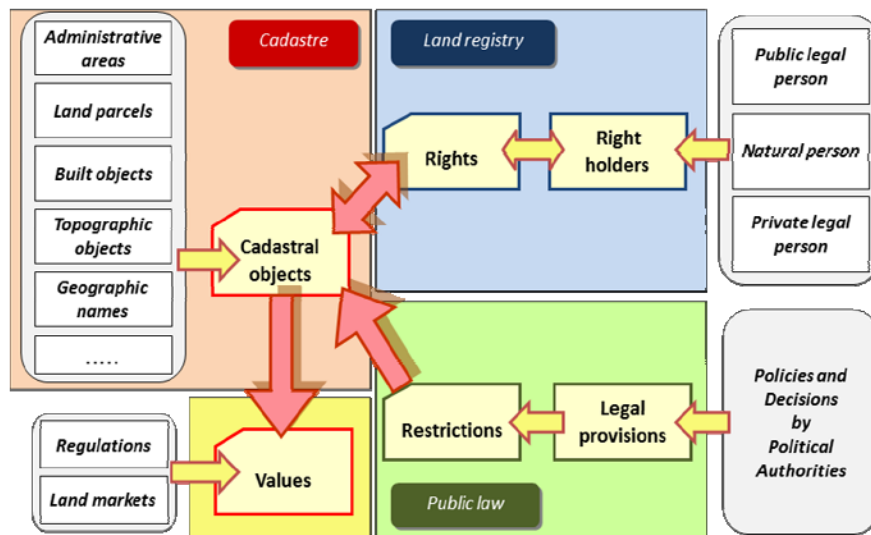 Administrative
areas
Land parcels
Built objects
Topographic
objects
Geographic
names
.....
Cadastre
Cadastral
objects
Land registry
Rights
Right
holders
Public legal
person
Natural person
Private legal
person
Regulations
Land markets
Values
Restrictions
Legal
provisions
Public law
Policies and
Decisions
by
Political
Authorities